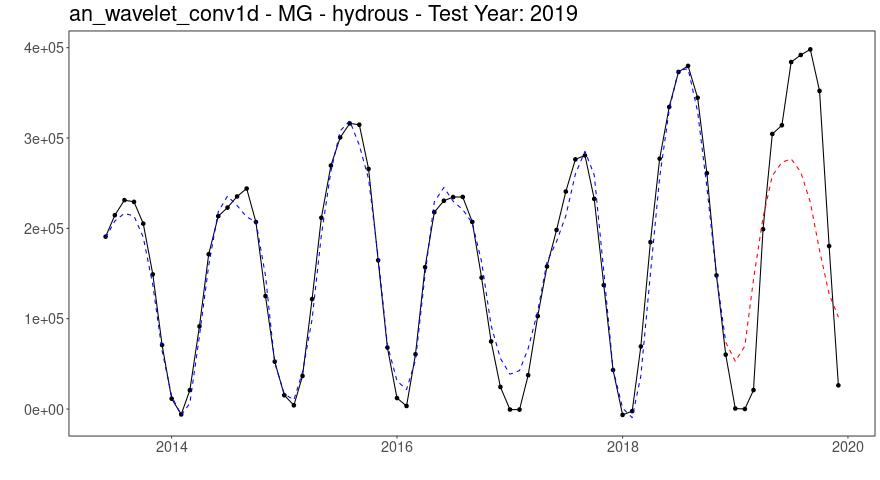 an_wavelet_conv1d - MG - hydrous - Test Year: 2019
4e+05
3e+05
2e+05
1e+05
0e+00
2014 2016 2018 2020